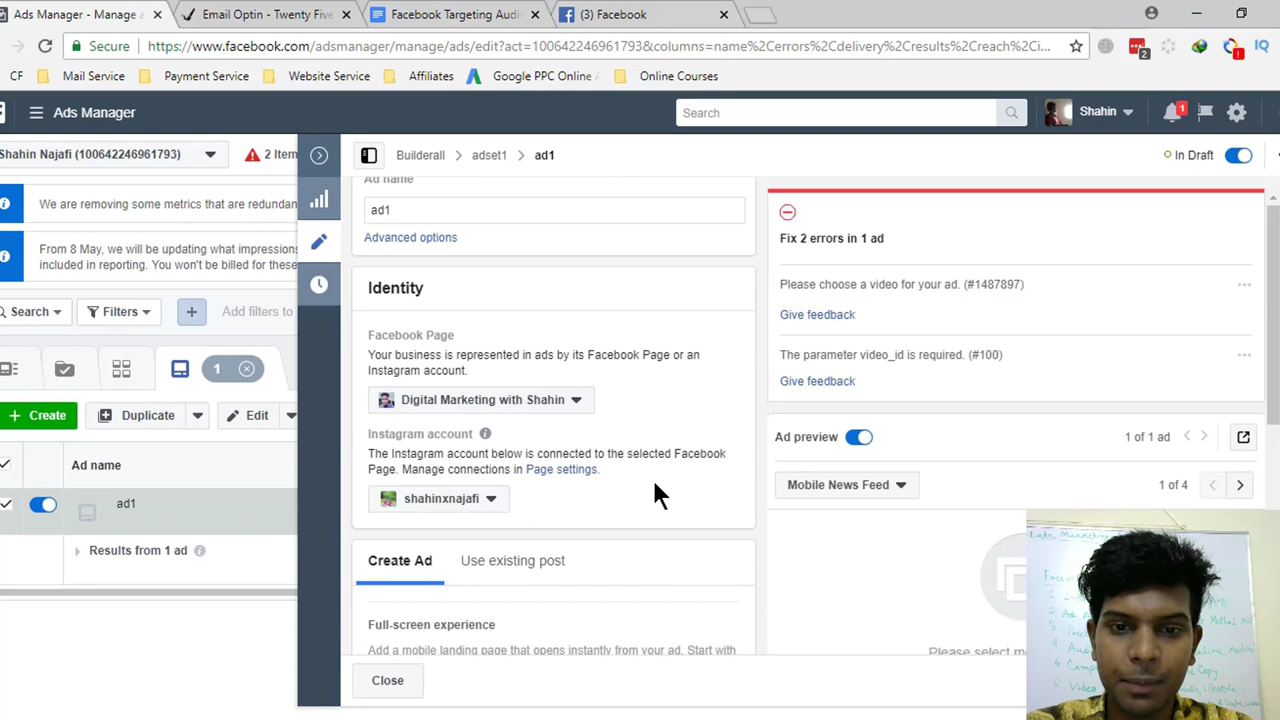 Ads Manager - Manage a
Email Optin - Twenty Five
Facebook Targeting Audi
(3) Facebook
Secure
https://www.facebook.com/adsmanager/manage/ads/edit?act=100642246961793&columns=name%2Cerrors%2Cdelivery%2Cresults%2Creach%2Ci...
2
CF
Mail Service
Payment Service
Website Service
Affiliates
Google PPC Online
Online Courses
Ads Manager
Search
Shahin
1
Shahin Najafi (100642246961793)
2 Item
Builderall
adset1
ad1
In Draft
We are removing some metrics that are redundan
From 8 May, we will be updating what impressions
included in reporting. You won't be billed for these
Search
Filters
Add filters to
1
Create
Duplicate
Edit
Ad name
ad1
Results from 1 ad
Ad name
ad1
Advanced options
Identity
Facebook Page
Your business is represented in ads by its Facebook Page or an
Instagram account.
Digital Marketing with Shahin
Instagram account
The Instagram account below is connected to the selected Facebook
Page. Manage connections in Page settings.
shahinxnajafi
Create Ad
Use existing post
Full-screen experience
Add a mobile landing page that opens instantly from your ad. Start with
Close
Fix 2 errors in 1 ad
Please choose a video for your ad. (#1487897)
Give feedback
The parameter video_id is required. (#100)
Give feedback
Ad preview
1 of 1 ad
Mobile News Feed
1 of 4
Please select m